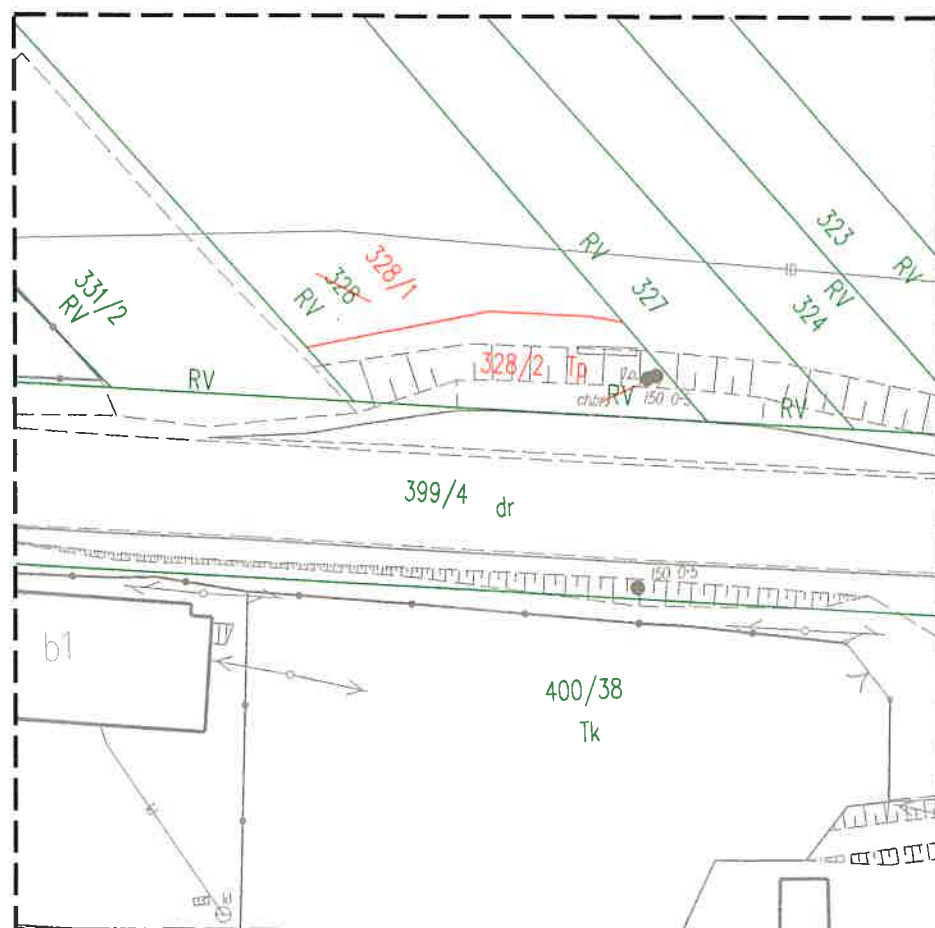 323
RV
RV
328/1
328
RV
327
RV
324
331/2
RV
RV
328/2 Tp
RV
150 0·5
RV
399/4 dr
150 0·5
b1
400/38
Tk